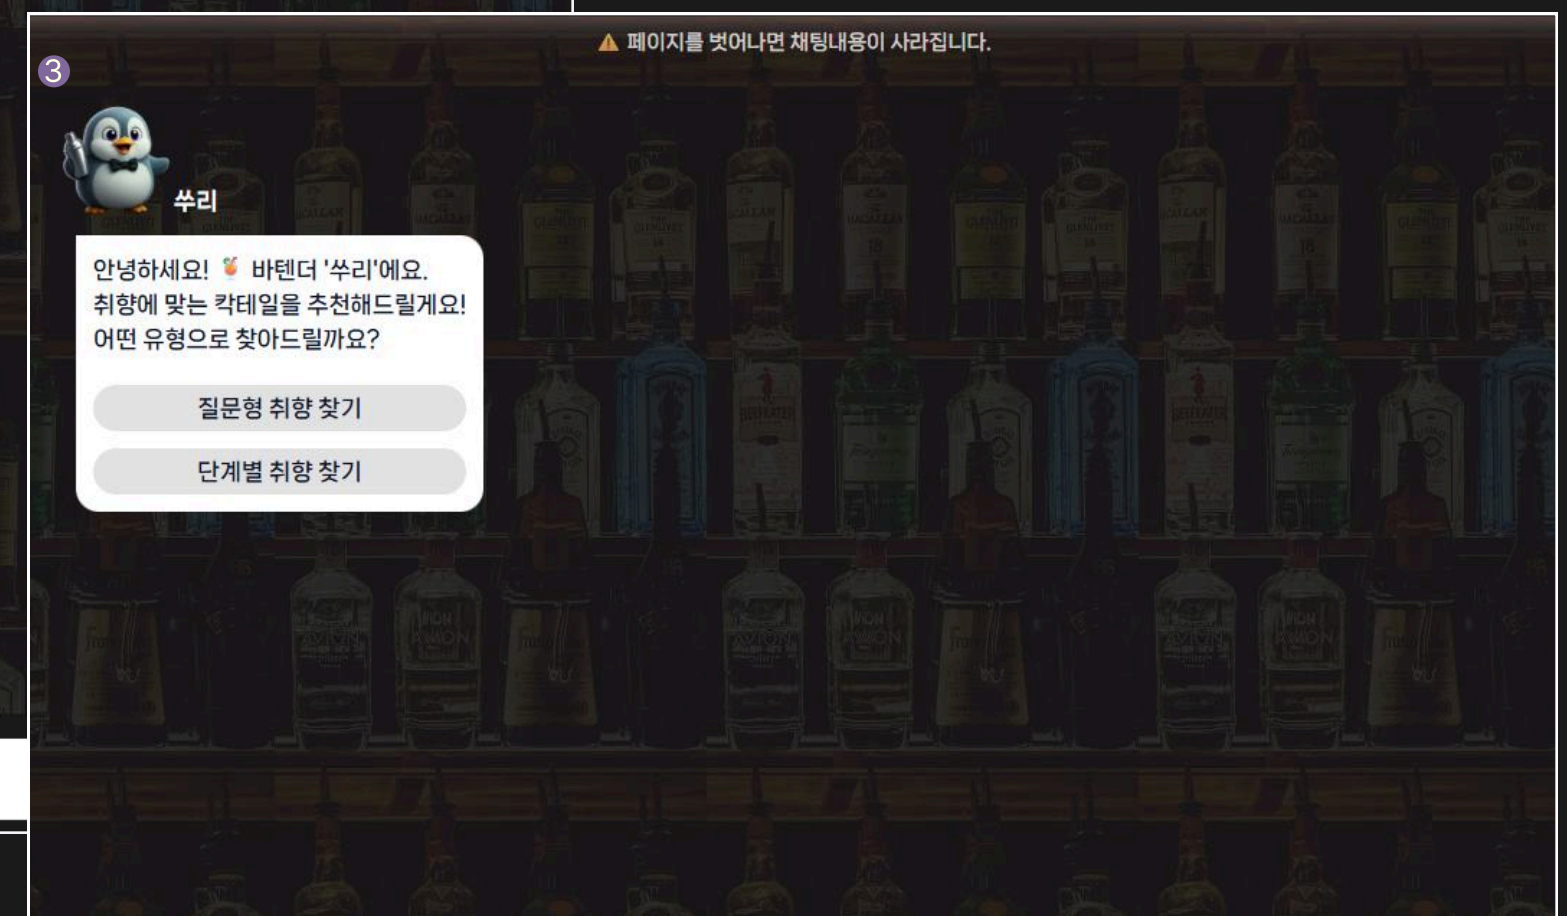 ⚠ 페이지를 벗어나면 채팅내용이 사라집니다.
3
쑤리
안녕하세요! 🍹 바텐더 '쑤리'에요.
취향에 맞는 칵테일을 추천해드릴게요!
어떤 유형으로 찾아드릴까요?
질문형 취향 찾기
단계별 취향 찾기